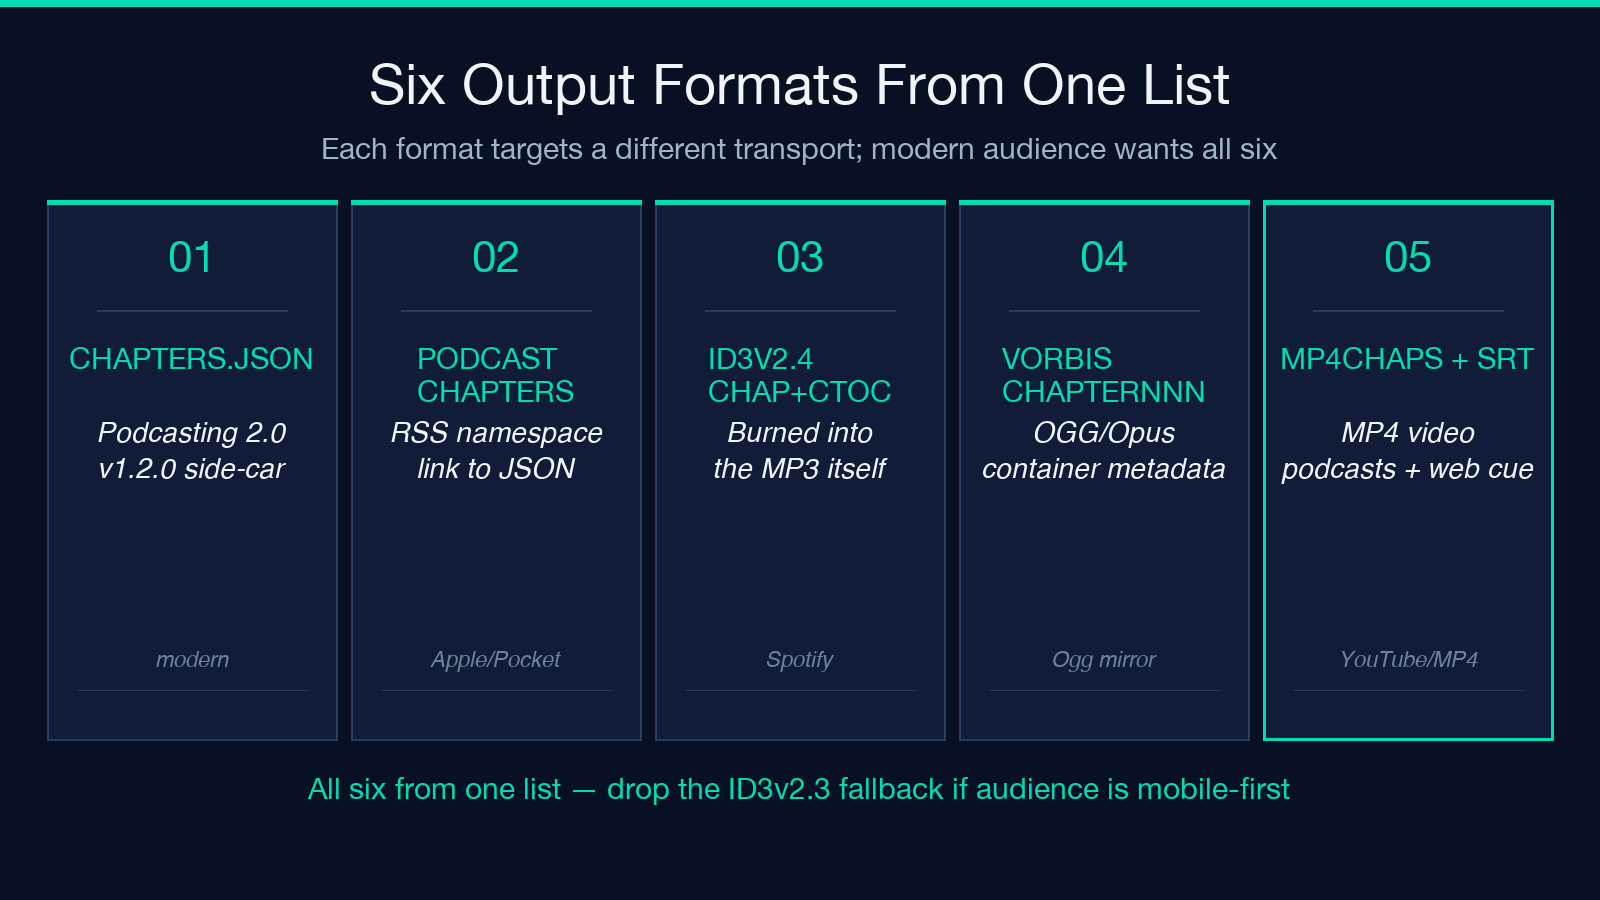 Six Output Formats From One List
Each format targets a different transport; modern audience wants all six
01
CHAPTERS.JSON
Podcasting 2.0
v1.2.0 side-car
modern
02
PODCAST
CHAPTERS
RSS namespace
link to JSON
Apple/Pocket
03
ID3V2.4
CHAP+CTOC
Burned into
the MP3 itself
Spotify
04
VORBIS
CHAPTERNNN
OGG/Opus
container metadata
Ogg mirror
05
MP4CHAPS + SRT
MP4 video
podcasts + web cue
YouTube/MP4
All six from one list — drop the ID3v2.3 fallback if audience is mobile-first